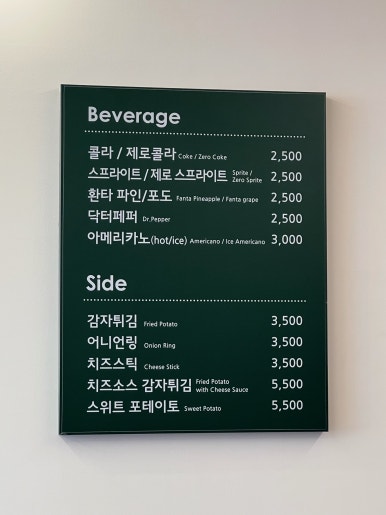 Beverage
콜라 / 제로콜라 Coke / Zero Coke 2,500
스프라이트 / 제로 스프라이트 Sprite / Zero Sprite 2,500
환타 파인/포도 Fanta Pineapple / Fanta grape 2,500
닥터페퍼 Dr.Pepper 2,500
아메리카노(hot/ice) Americano / Ice Americano 3,000
Side
감자튀김 Fried Potato 3,500
어니언링 Onion Ring 3,500
치즈스틱 Cheese Stick 3,500
치즈소스 감자튀김 Fried Potato with Cheese Sauce 5,500
스위트 포테이토 Sweet Potato 5,500